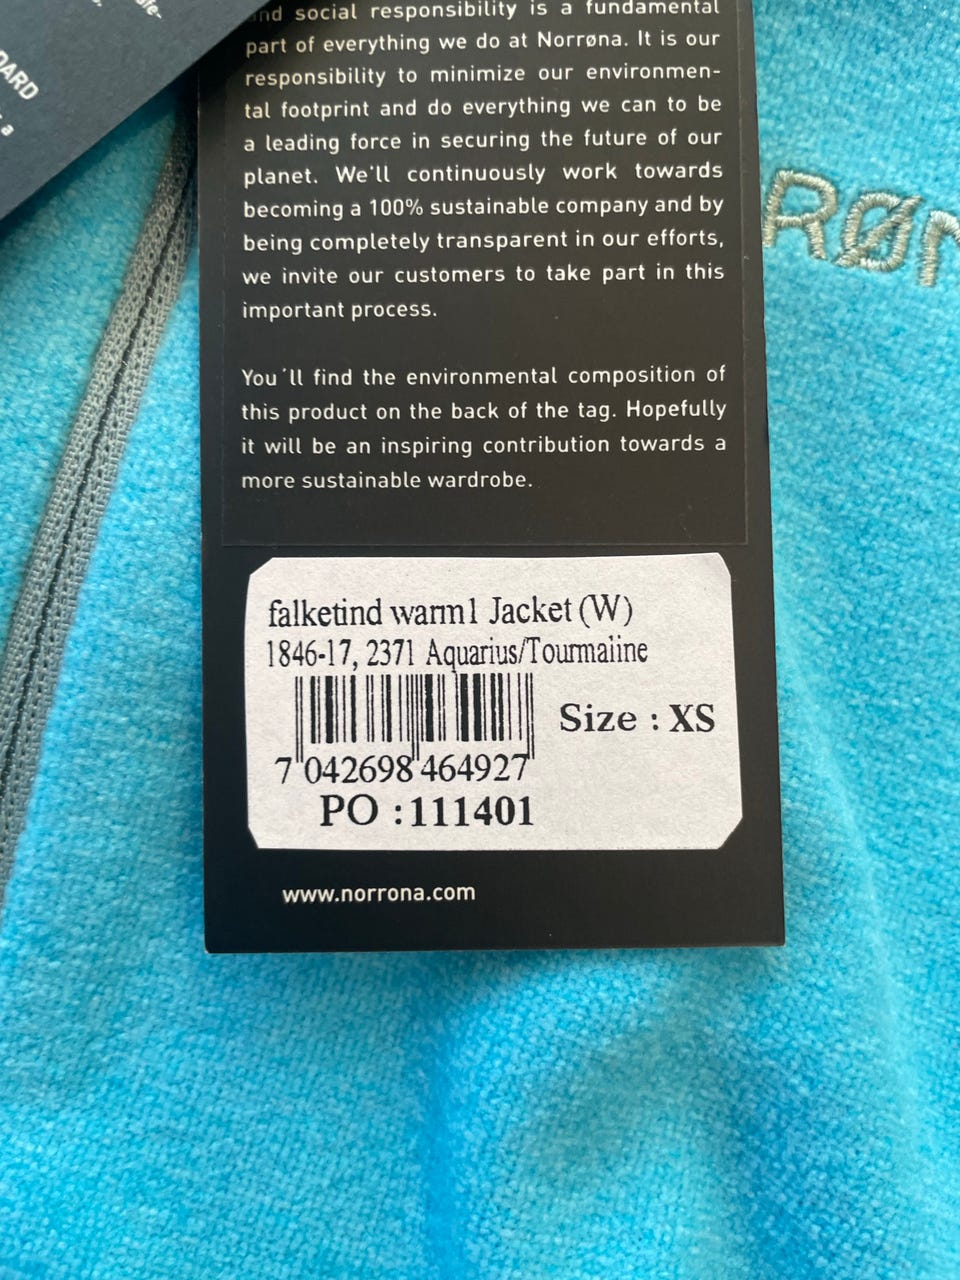 DARD
and social responsibility is a fundamental
part of everything we do at Norrøna. It is our
responsibility to minimize our environmen-
tal footprint and do everything we can to be
a leading force in securing the future of our
planet. We'll continuously work towards
becoming a 100% sustainable company and by
being completely transparent in our efforts,
we invite our customers to take part in this
important process.
You´ll find the environmental composition of
this product on the back of the tag. Hopefully
it will be an inspiring contribution towards a
more sustainable wardrobe.
falketind warm1 Jacket (W)
1846-17, 2371 Aquarius/Tourmaline
Size : XS
7 042698 464927
PO : 111401
www.norrona.com
RØN